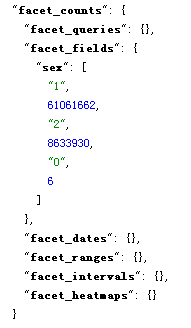 "facet_counts": {
"facet_queries": {},
"facet_fields": {
"sex": [
"1",
61061662,
"2",
8633930,
"0",
6
]
},
"facet_dates": {},
"facet_ranges": {},
"facet_intervals": {},
"facet_heatmaps": {}
}